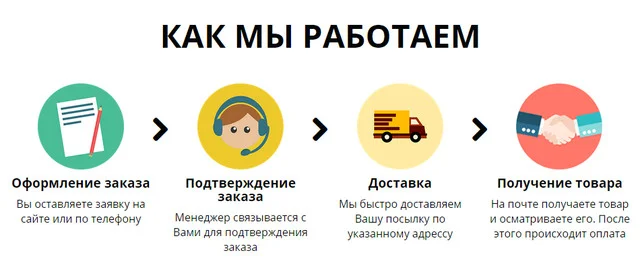 КАК МЫ РАБОТАЕМ
Оформление заказа
Вы оставляете заявку на
сайте или по телефону
Подтверждение
заказа
Менеджер связывается с
Вами для подтверждения
заказа
Доставка
Мы быстро доставляем
Вашу посылку по
указанному адрессу
Получение товара
На почте получаете товар
и осматриваете его. После
этого происходит оплата